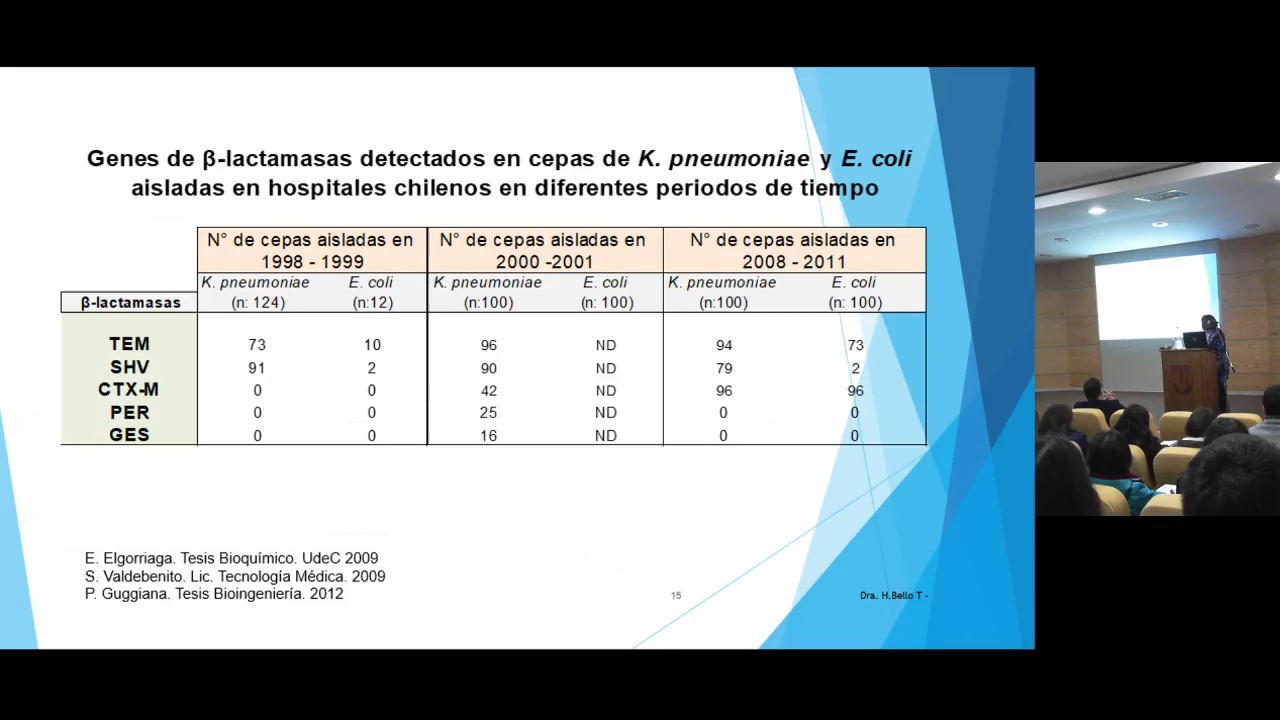 Genes de β-lactamasas detectados en cepas de K. pneumoniae y E. coli
aisladas en hospitales chilenos en diferentes periodos de tiempo
N° de cepas aisladas en 1998 - 1999 N° de cepas aisladas en 2000 -2001 N° de cepas aisladas en 2008 - 2011
β-lactamasas K. pneumoniae (n: 124) E. coli (n:12) K. pneumoniae (n:100) E. coli (n: 100) K. pneumoniae (n:100) E. coli (n: 100)
TEM 73 10 96 ND 94 73
SHV 91 2 90 ND 79 2
CTX-M 0 0 42 ND 96 96
PER 0 0 25 ND 0 0
GES 0 0 16 ND 0 0
E. Elgorriaga. Tesis Bioquímico. UdeC 2009
S. Valdebenito. Lic. Tecnología Médica. 2009
P. Guggiana. Tesis Bioingeniería. 2012
15
Dra. H.Bello T -